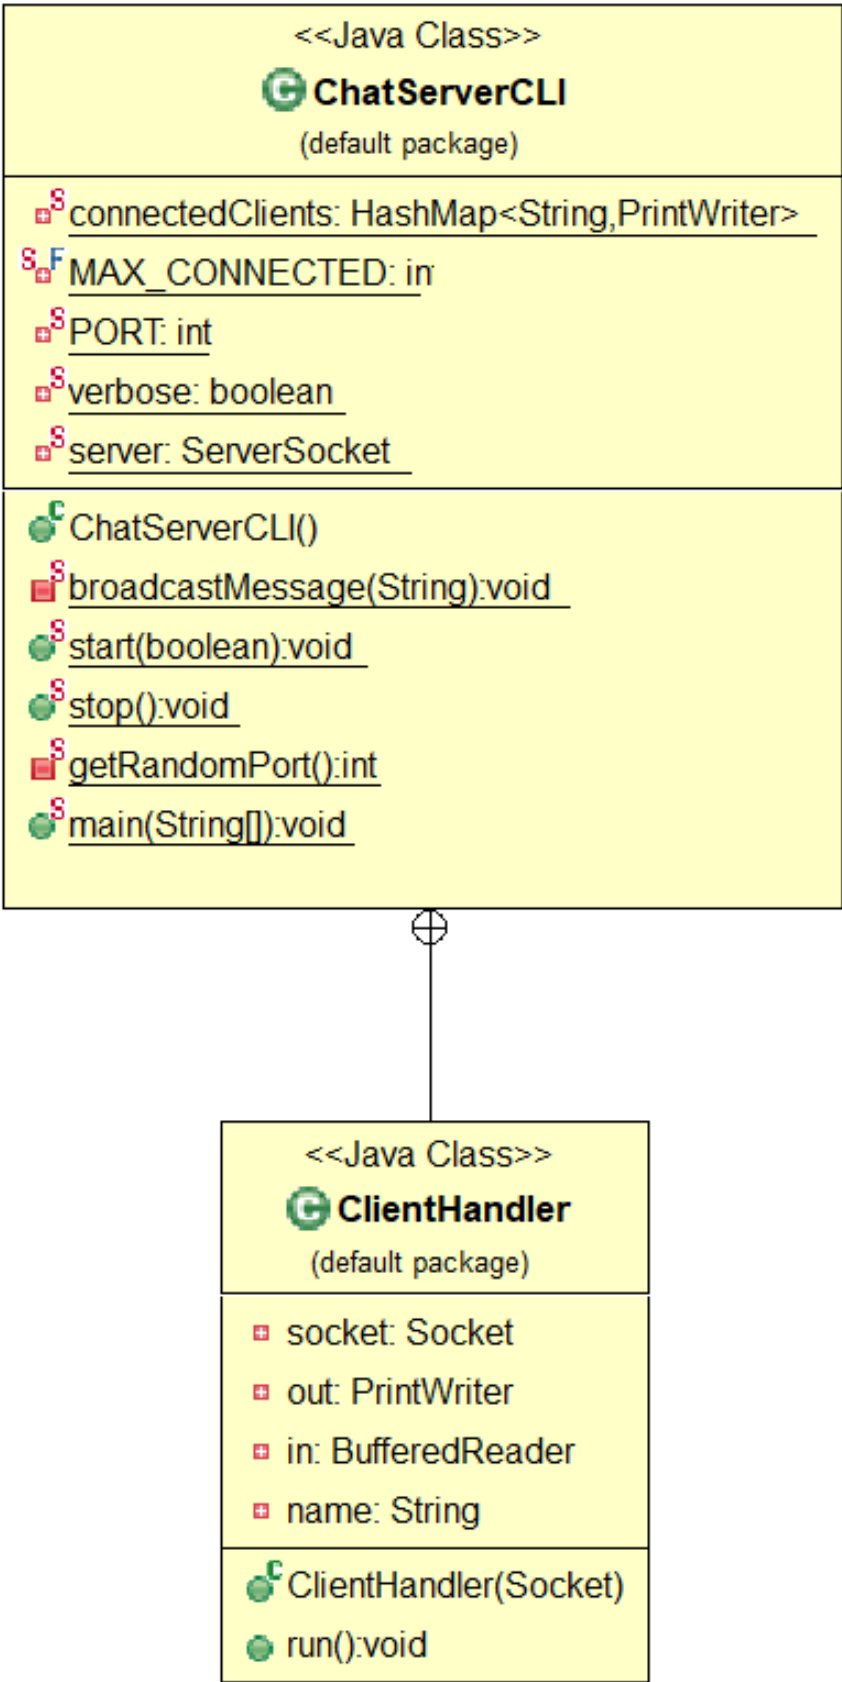 <<Java Class>>
C ChatServerCLI
(default package)
S connectedClients: HashMap<String,PrintWriter>
S F MAX_CONNECTED: int
S PORT: int
S verbose: boolean
S server: ServerSocket
C ChatServerCLI()
S broadcastMessage(String):void
S start(boolean):void
S stop():void
S getRandomPort():int
S main(String[]):void
<<Java Class>>
C ClientHandler
(default package)
socket: Socket
out: PrintWriter
in: BufferedReader
name: String
C ClientHandler(Socket)
run():void